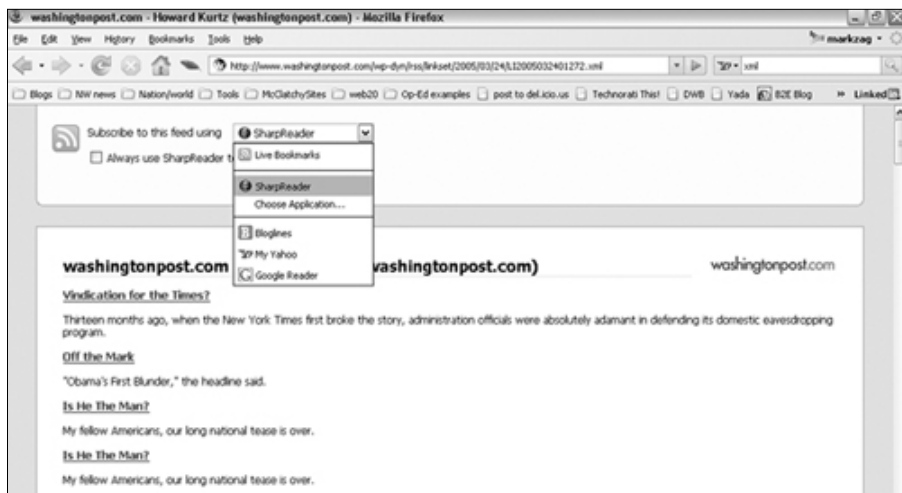 washingtonpost.com - Howard Kurtz (washingtonpost.com) - Mozilla Firefox
File Edit View History Bookmarks Tools Help
markzag
http://www.washingtonpost.com/wp-dyn/rss/linkset/2005/03/24/LI2005032401272.xml
xml
Blogs NW news Nation/world Tools McClatchySites web20 Op-Ed examples post to del.icio.us Technorati This! DWB Yada B2E Blog » Linked
Subscribe to this feed using SharpReader
Always use SharpReader t
Live Bookmarks
SharpReader
Choose Application...
Bloglines
My Yahoo
Google Reader
washingtonpost.com washingtonpost.com)
washingtonpost.com
Vindication for the Times?
Thirteen months ago, when the New York Times first broke the story, administration officials were absolutely adamant in defending its domestic eavesdropping
program.
Off the Mark
"Obama's First Blunder," the headline said.
Is He The Man?
My fellow Americans, our long national tease is over.
Is He The Man?
My fellow Americans, our long national tease is over.